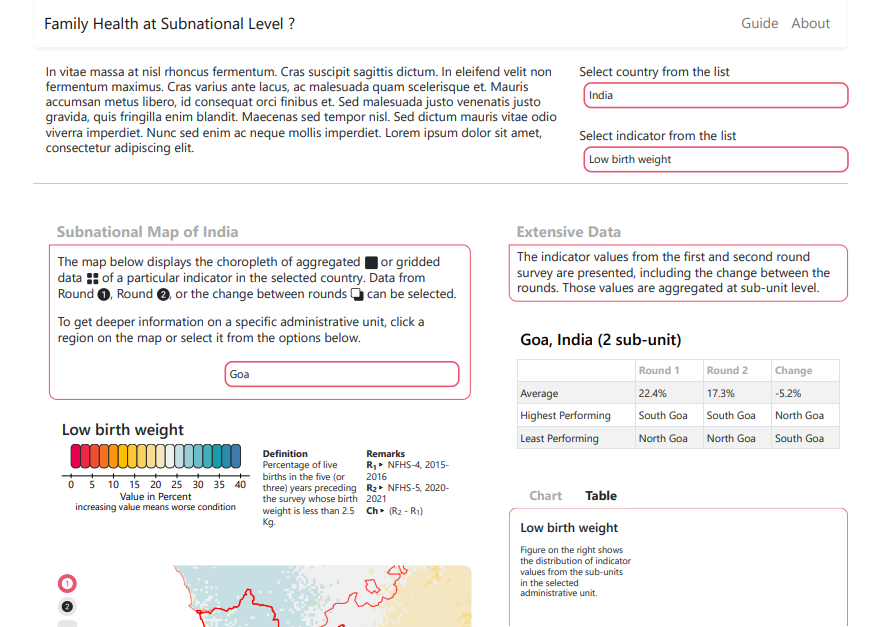 Family Health at Subnational Level ?
Guide About
In vitae massa at nisl rhoncus fermentum. Cras suscipit sagittis dictum. In eleifend velit non
fermentum maximus. Cras varius ante lacus, ac malesuada quam scelerisque et. Mauris
accumsan metus libero, id consequat orci finibus et. Sed malesuada justo venenatis justo
gravida, quis fringilla enim blandit. Maecenas sed tempor nisl. Sed dictum mauris vitae odio
viverra imperdiet. Nunc sed enim ac neque mollis imperdiet. Lorem ipsum dolor sit amet,
consectetur adipiscing elit.
Select country from the list
India
Select indicator from the list
Low birth weight
Subnational Map of India
The map below displays the choropleth of aggregated or gridded
data of a particular indicator in the selected country. Data from
Round 1, Round 2, or the change between rounds can be selected.
To get deeper information on a specific administrative unit, click a
region on the map or select it from the options below.
Goa
Low birth weight
0 5 10 15 20 25 30 35 40
Value in Percent
increasing value means worse condition
Definition
Percentage of live
births in the five (or
three) years preceding
the survey whose birth
weight is less than 2.5
Kg.
Remarks
R1 ▸ NFHS-4, 2015-
2016
R2 ▸ NFHS-5, 2020-
2021
Ch ▸ (R2 - R1)
1
2
Extensive Data
The indicator values from the first and second round
survey are presented, including the change between the
rounds. Those values are aggregated at sub-unit level.
Goa, India (2 sub-unit)
Round 1 Round 2 Change
Average 22.4% 17.3% -5.2%
Highest Performing South Goa South Goa North Goa
Least Performing North Goa North Goa South Goa
Chart Table
Low birth weight
Figure on the right shows
the distribution of indicator
values from the sub-units
in the selected
administrative unit.